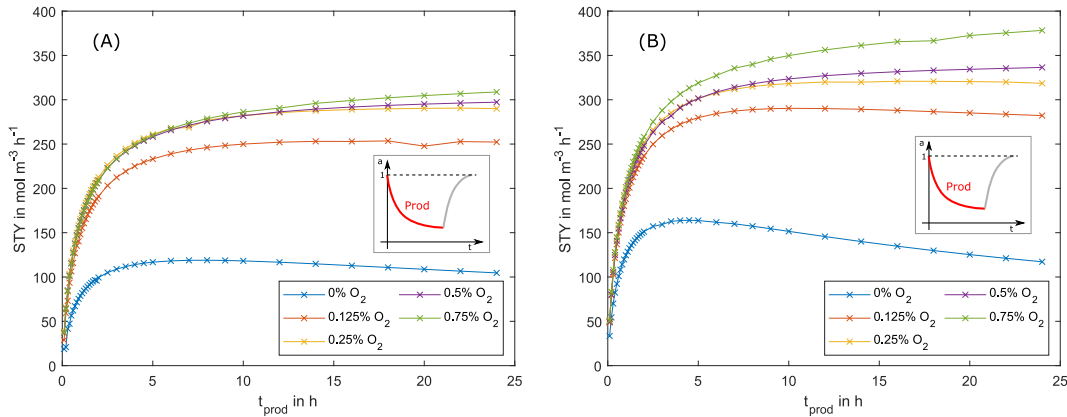 (A)
STY in mol m⁻³ h⁻¹
400
350
300
250
200
150
100
50
0
0 5 10 15 20 25
t_prod in h
a
1
Prod
t
0% O₂ 0.5% O₂
0.125% O₂ 0.75% O₂
0.25% O₂
(B)
STY in mol m⁻³ h⁻¹
400
350
300
250
200
150
100
50
0
0 5 10 15 20 25
t_prod in h
a
1
Prod
t
0% O₂ 0.5% O₂
0.125% O₂ 0.75% O₂
0.25% O₂